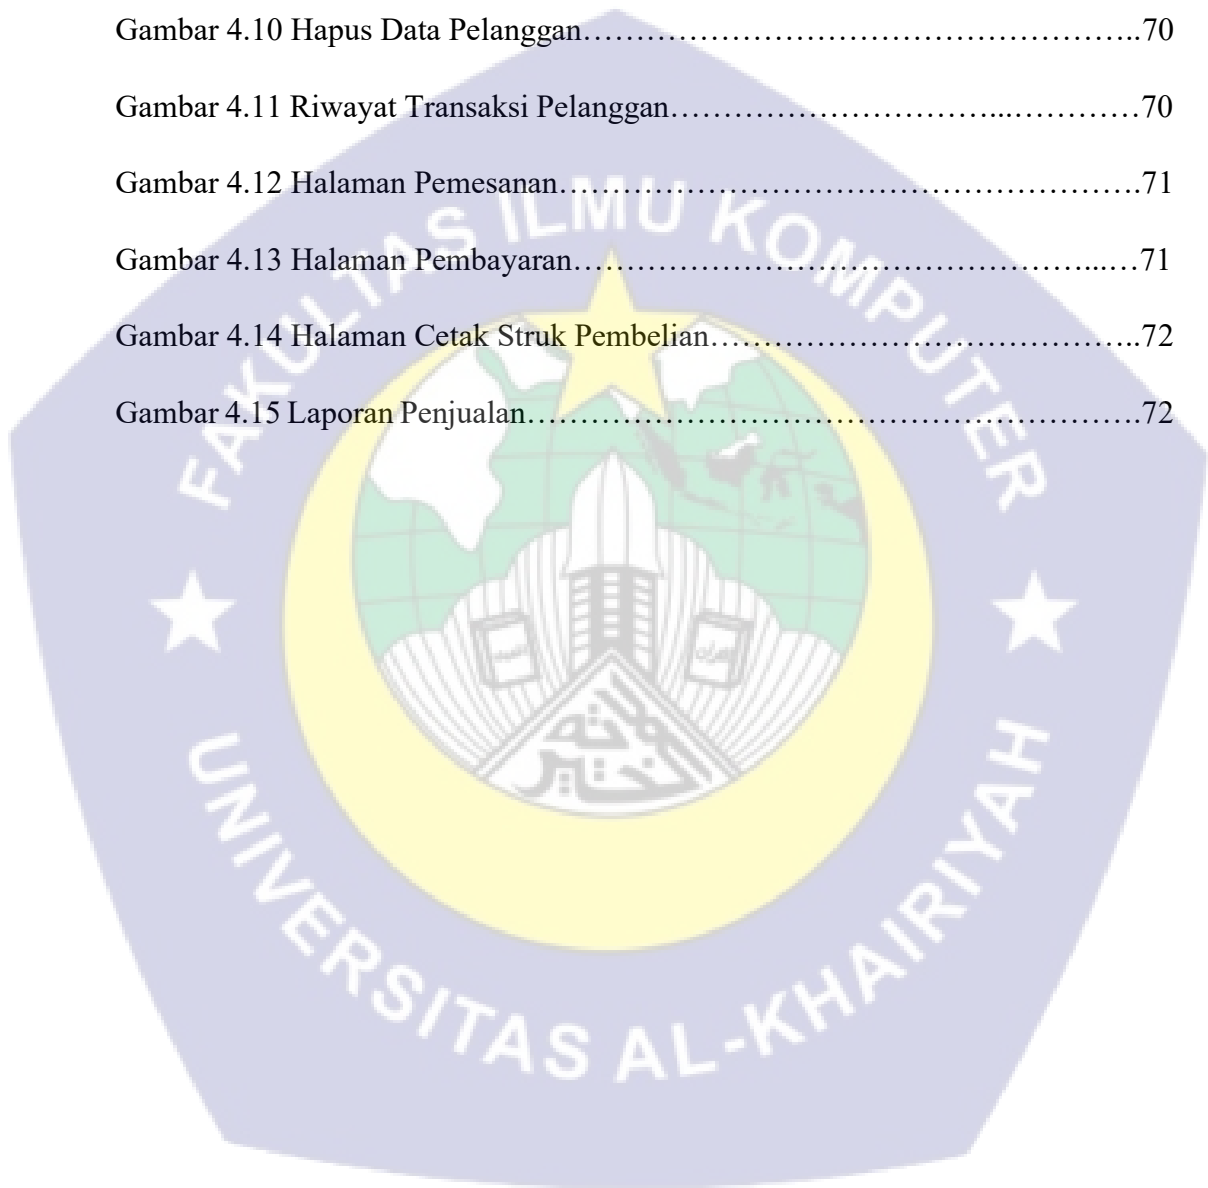 Gambar 4.10 Hapus Data Pelanggan……………………………………………..70
Gambar 4.11 Riwayat Transaksi Pelanggan…………………………...…………70
Gambar 4.12 Halaman Pemesanan……………………………………………….71
Gambar 4.13 Halaman Pembayaran…………………………………………...…71
Gambar 4.14 Halaman Cetak Struk Pembelian………………………………….72
Gambar 4.15 Laporan Penjualan………………………………………………….72
FAKULTAS ILMU KOMPUTER
UNIVERSITAS AL-KHAIRIYAH